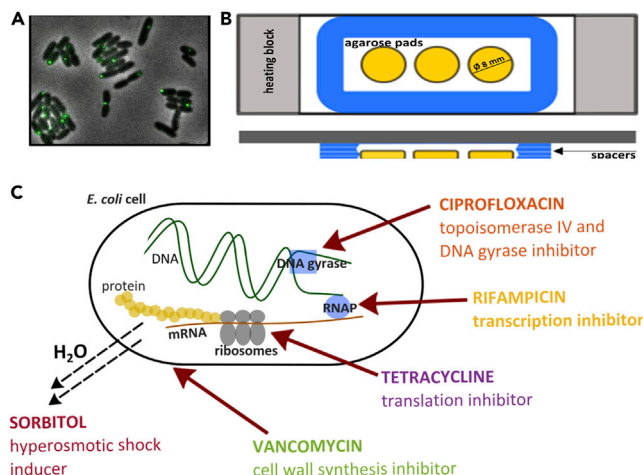 A
B
heating block
agarose pads
Ø 8 mm
spacers
C
E. coli cell
CIPROFLOXACIN
topoisomerase IV and
DNA gyrase inhibitor
DNA
DNA gyrase
protein
RNAP
RIFAMPICIN
transcription inhibitor
mRNA
ribosomes
H₂O
TETRACYCLINE
translation inhibitor
SORBITOL
hyperosmotic shock
inducer
VANCOMYCIN
cell wall synthesis inhibitor